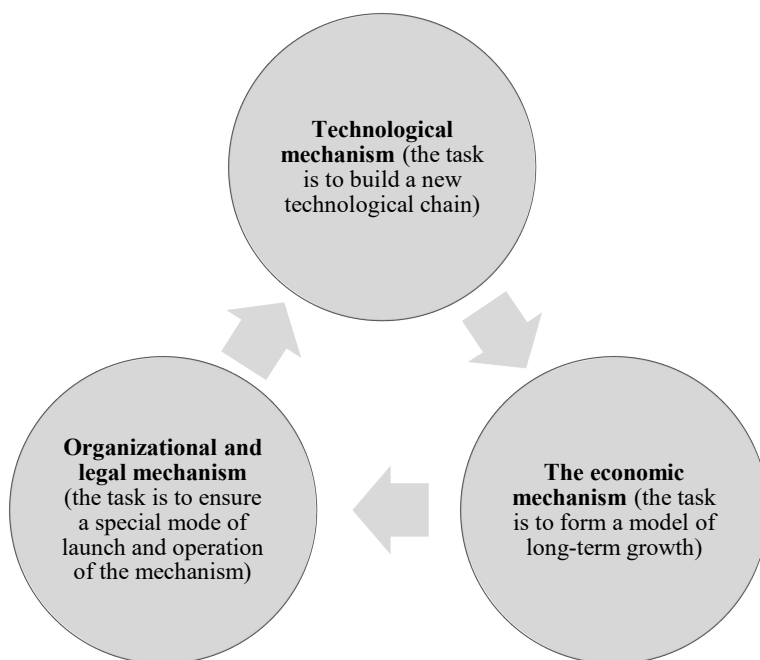 Technological
mechanism (the task
is to build a new
technological chain)
Organizational and
legal mechanism
(the task is to ensure
a special mode of
launch and operation
of the mechanism)
The economic
mechanism (the task
is to form a model of
long-term growth)